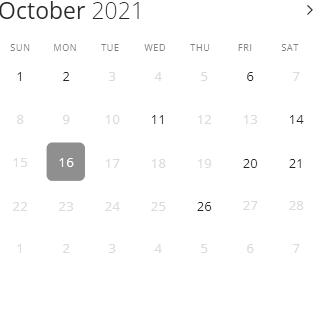 October 2021
SUN MON TUE WED THU FRI SAT
1 2 3 4 5 6 7
8 9 10 11 12 13 14
15 16 17 18 19 20 21
22 23 24 25 26 27 28
1 2 3 4 5 6 7